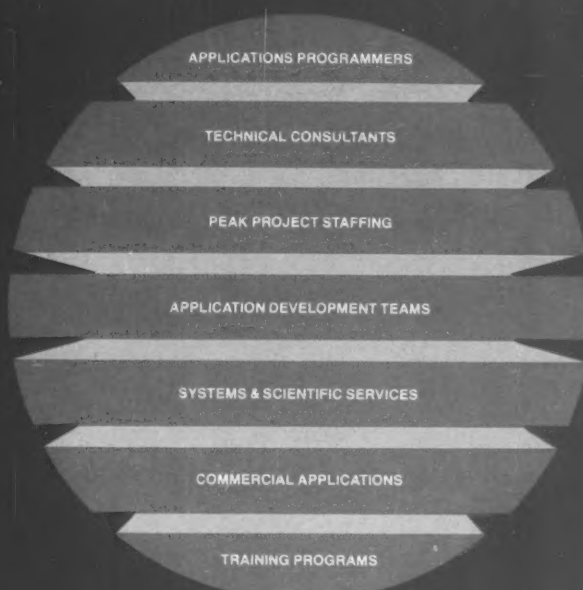 APPLICATIONS PROGRAMMERS
TECHNICAL CONSULTANTS
PEAK PROJECT STAFFING
APPLICATION DEVELOPMENT TEAMS
SYSTEMS & SCIENTIFIC SERVICES
COMMERCIAL APPLICATIONS
TRAINING PROGRAMS